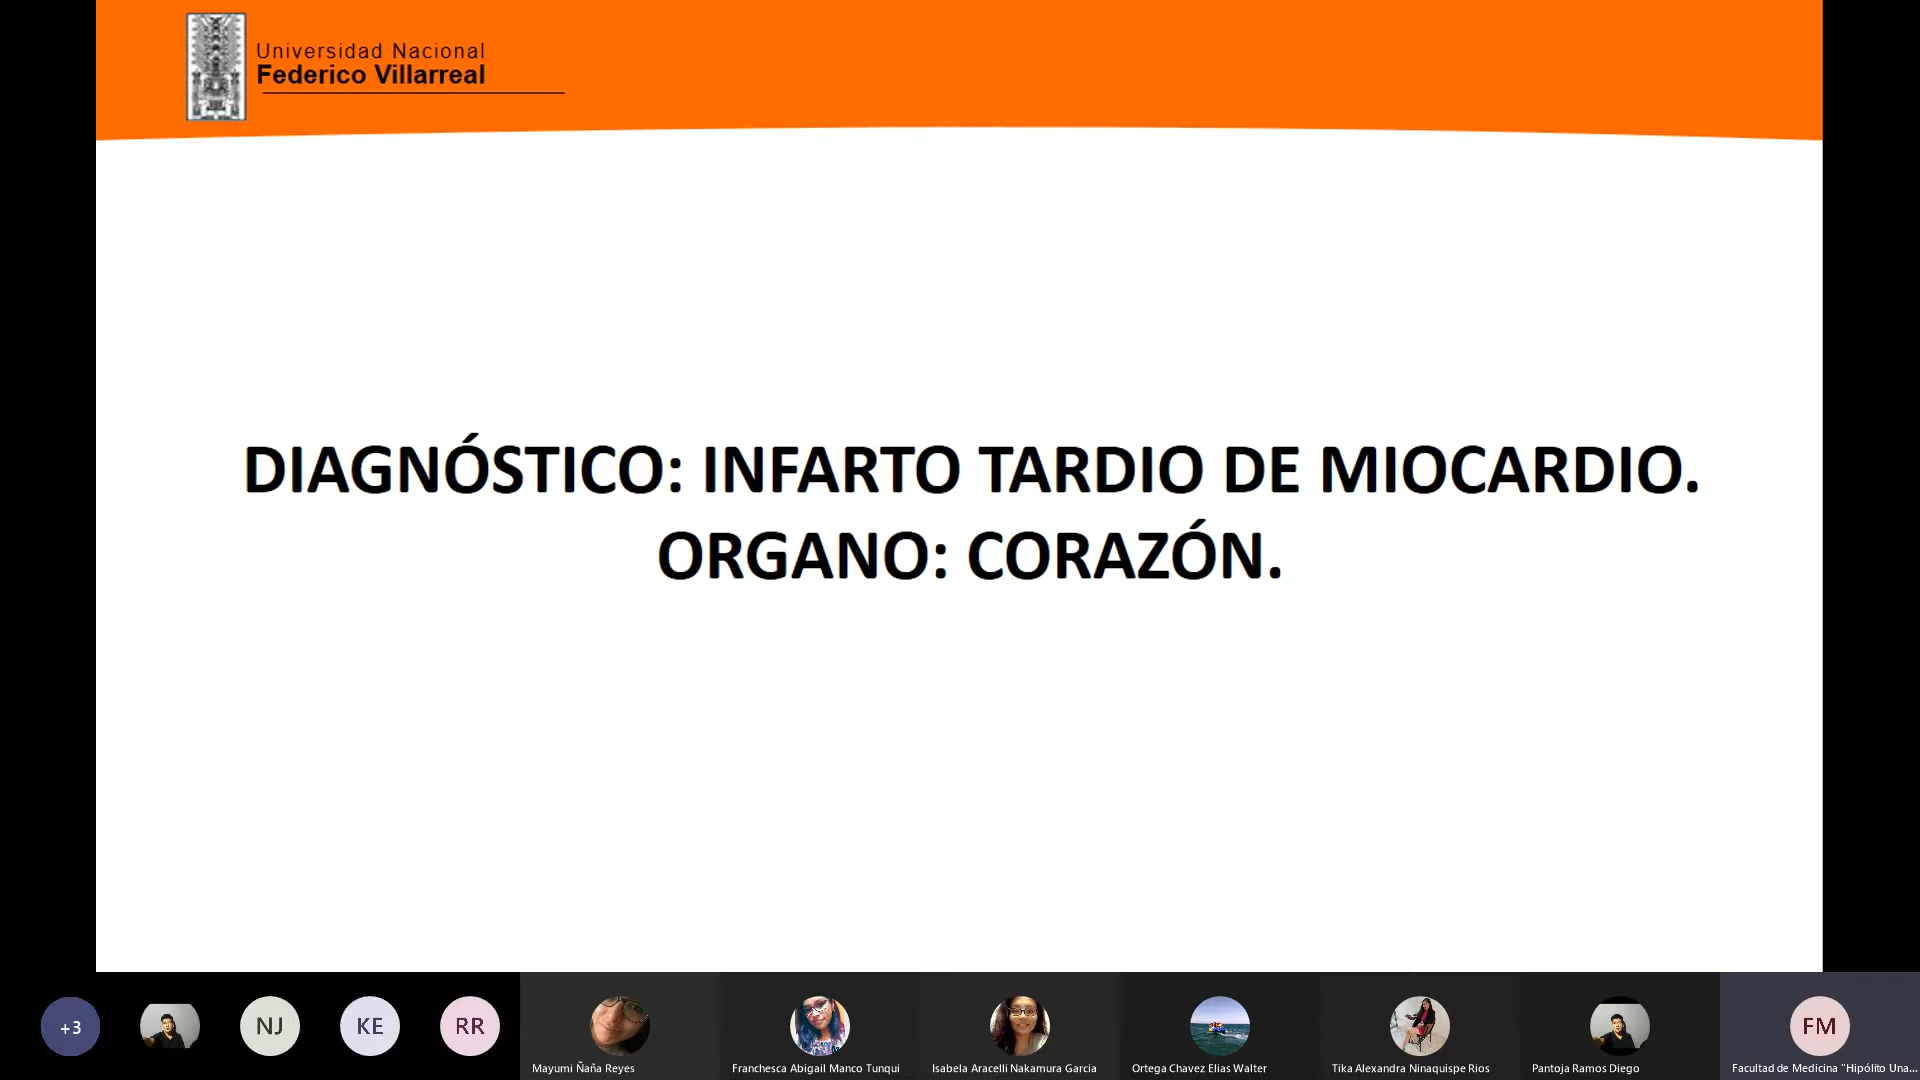 Universidad Nacional
Federico Villarreal
DIAGNÓSTICO: INFARTO TARDIO DE MIOCARDIO.
ORGANO: CORAZÓN.
+3
NJ
KE
RR
FM
Mayumi Ñaña Reyes
Franchesca Abigail Manco Tunqui
Isabela Aracelli Nakamura Garcia
Ortega Chavez Elias Walter
Tika Alexandra Ninaquispe Rios
Pantoja Ramos Diego
Facultad de Medicina "Hipólito Una...